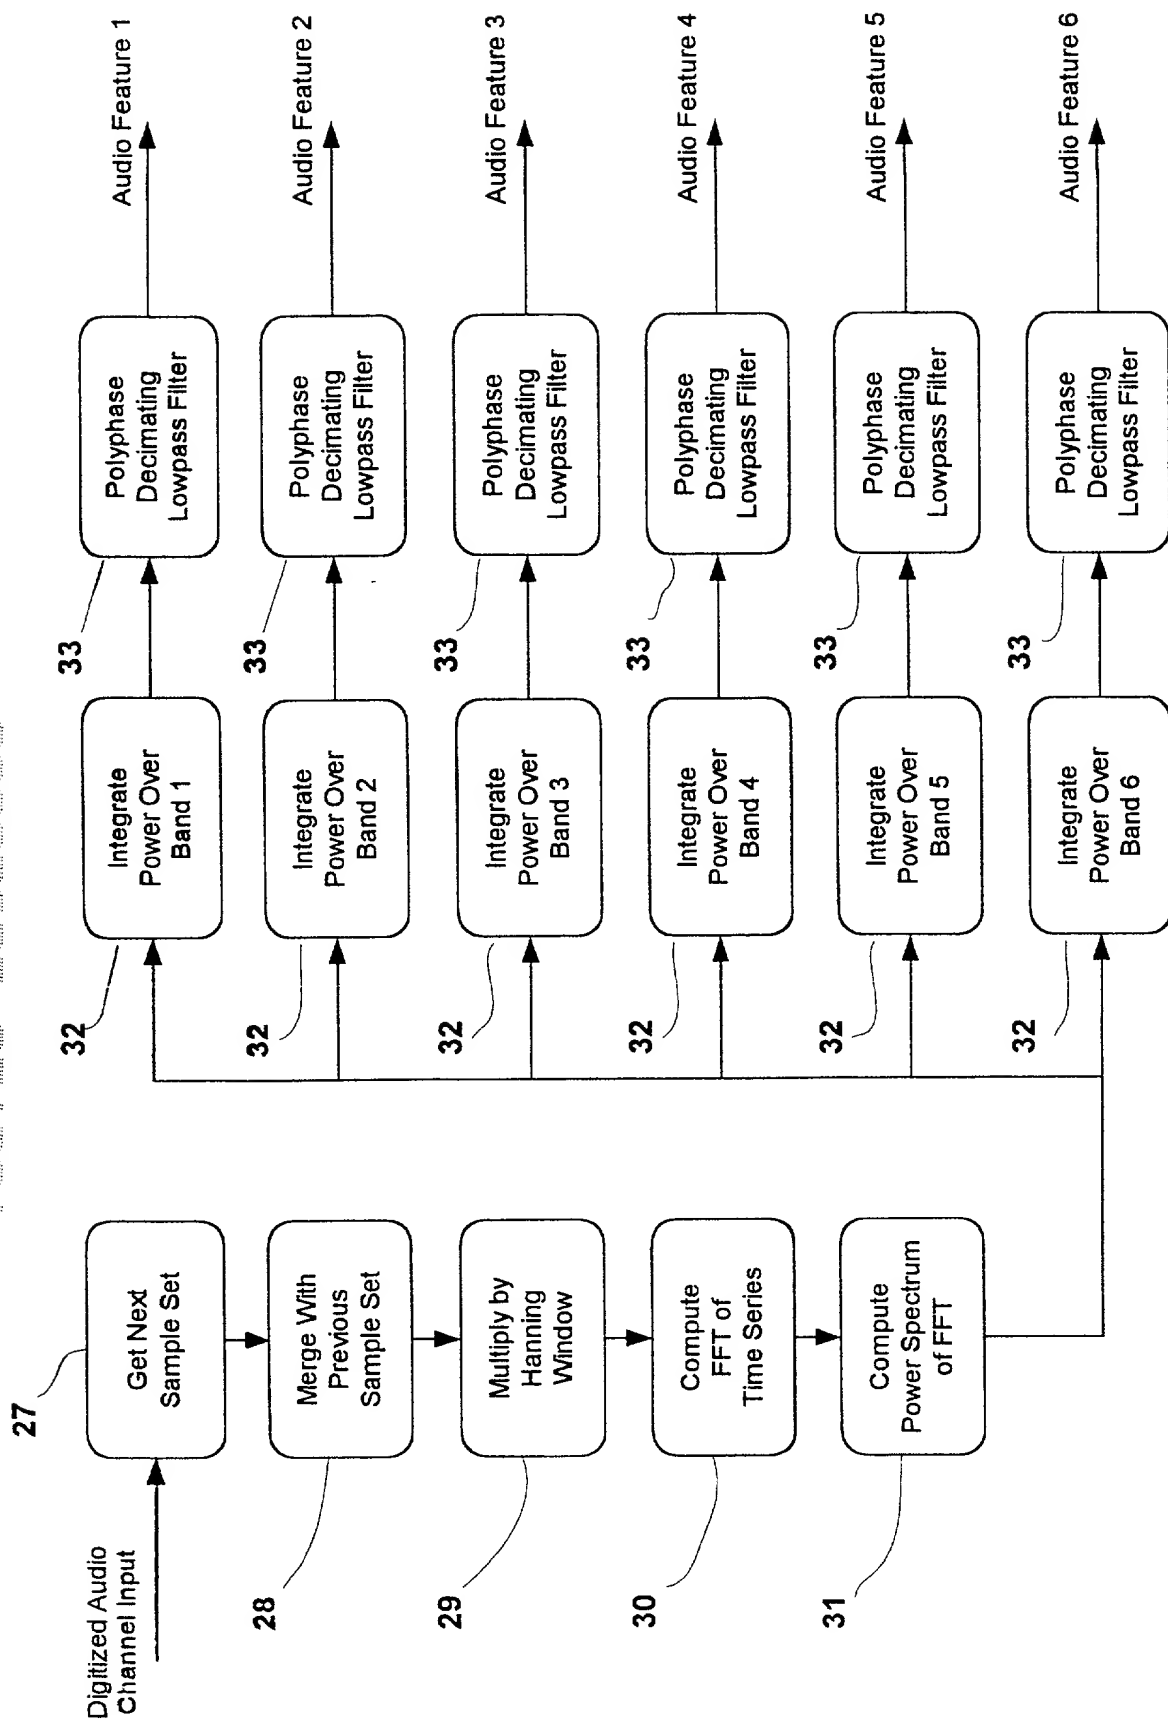 Digitized Audio
Channel Input
27
Get Next
Sample Set
28
Merge With
Previous
Sample Set
29
Multiply by
Hanning
Window
30
Compute
FFT of
Time Series
31
Compute
Power Spectrum
of FFT
32
Integrate
Power Over
Band 1
33
Polyphase
Decimating
Lowpass Filter
Audio Feature 1
32
Integrate
Power Over
Band 2
33
Polyphase
Decimating
Lowpass Filter
Audio Feature 2
32
Integrate
Power Over
Band 3
33
Polyphase
Decimating
Lowpass Filter
Audio Feature 3
32
Integrate
Power Over
Band 4
33
Polyphase
Decimating
Lowpass Filter
Audio Feature 4
32
Integrate
Power Over
Band 5
33
Polyphase
Decimating
Lowpass Filter
Audio Feature 5
32
Integrate
Power Over
Band 6
33
Polyphase
Decimating
Lowpass Filter
Audio Feature 6